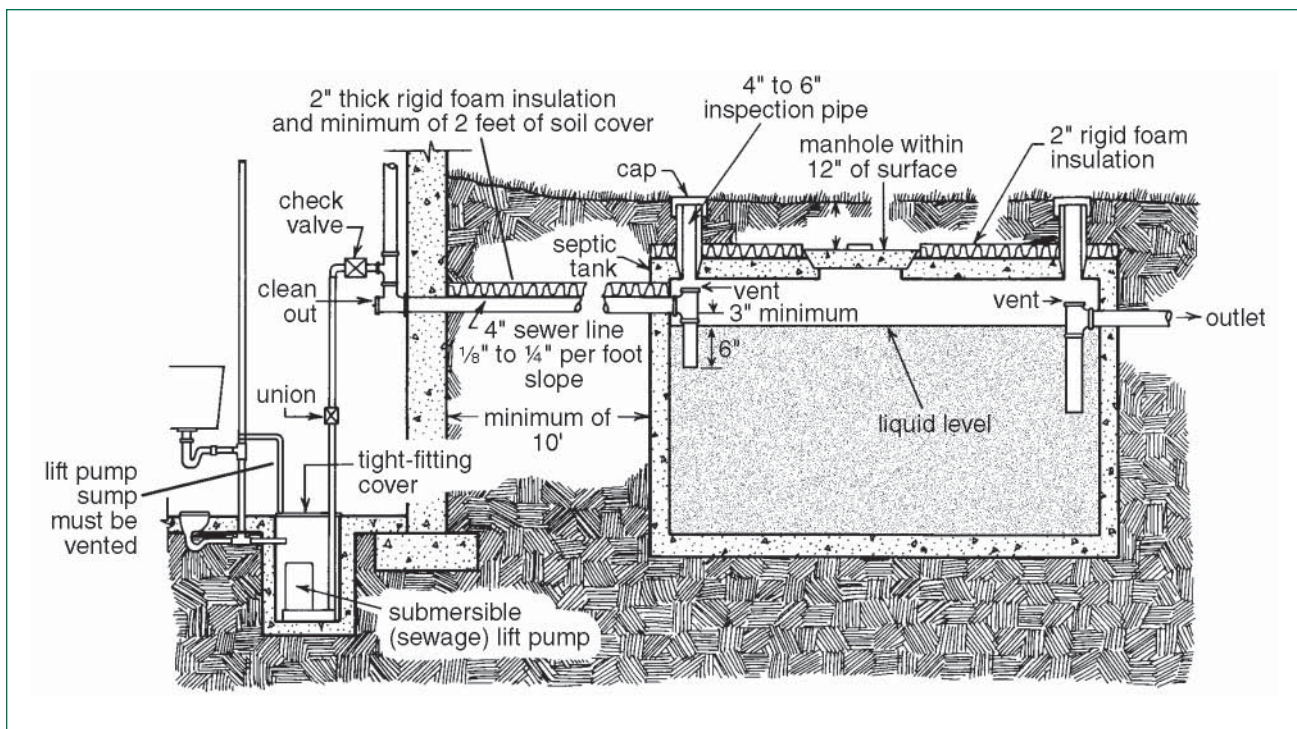 2" thick rigid foam insulation
and minimum of 2 feet of soil cover
4" to 6"
inspection pipe
manhole within
12" of surface
2" rigid foam
insulation
cap
check
valve
septic
tank
clean
out
vent
3" minimum
vent
outlet
4" sewer line
⅛" to ¼" per foot
slope
6"
union
minimum of
10'
liquid level
lift pump
sump
must be
vented
tight-fitting
cover
submersible
(sewage) lift pump